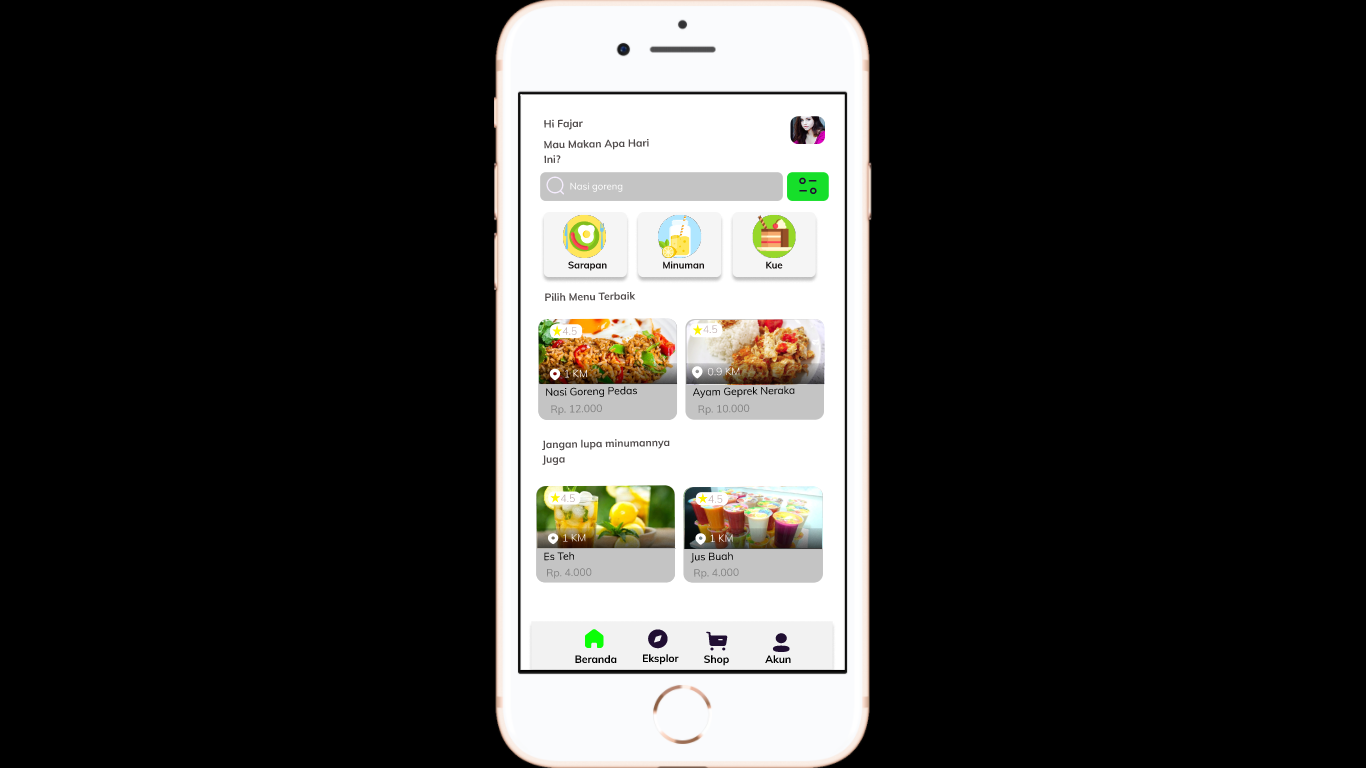 Hi Fajar
Mau Makan Apa Hari
Ini?
Nasi goreng
Sarapan
Minuman
Kue
Pilih Menu Terbaik
4.5
4.5
1 KM
0.9 KM
Nasi Goreng Pedas
Ayam Geprek Neraka
Rp. 12.000
Rp. 10.000
Jangan lupa minumannya
Juga
4.5
4.5
1 KM
1 KM
Es Teh
Jus Buah
Rp. 4.000
Rp. 4.000
Beranda
Eksplor
Shop
Akun